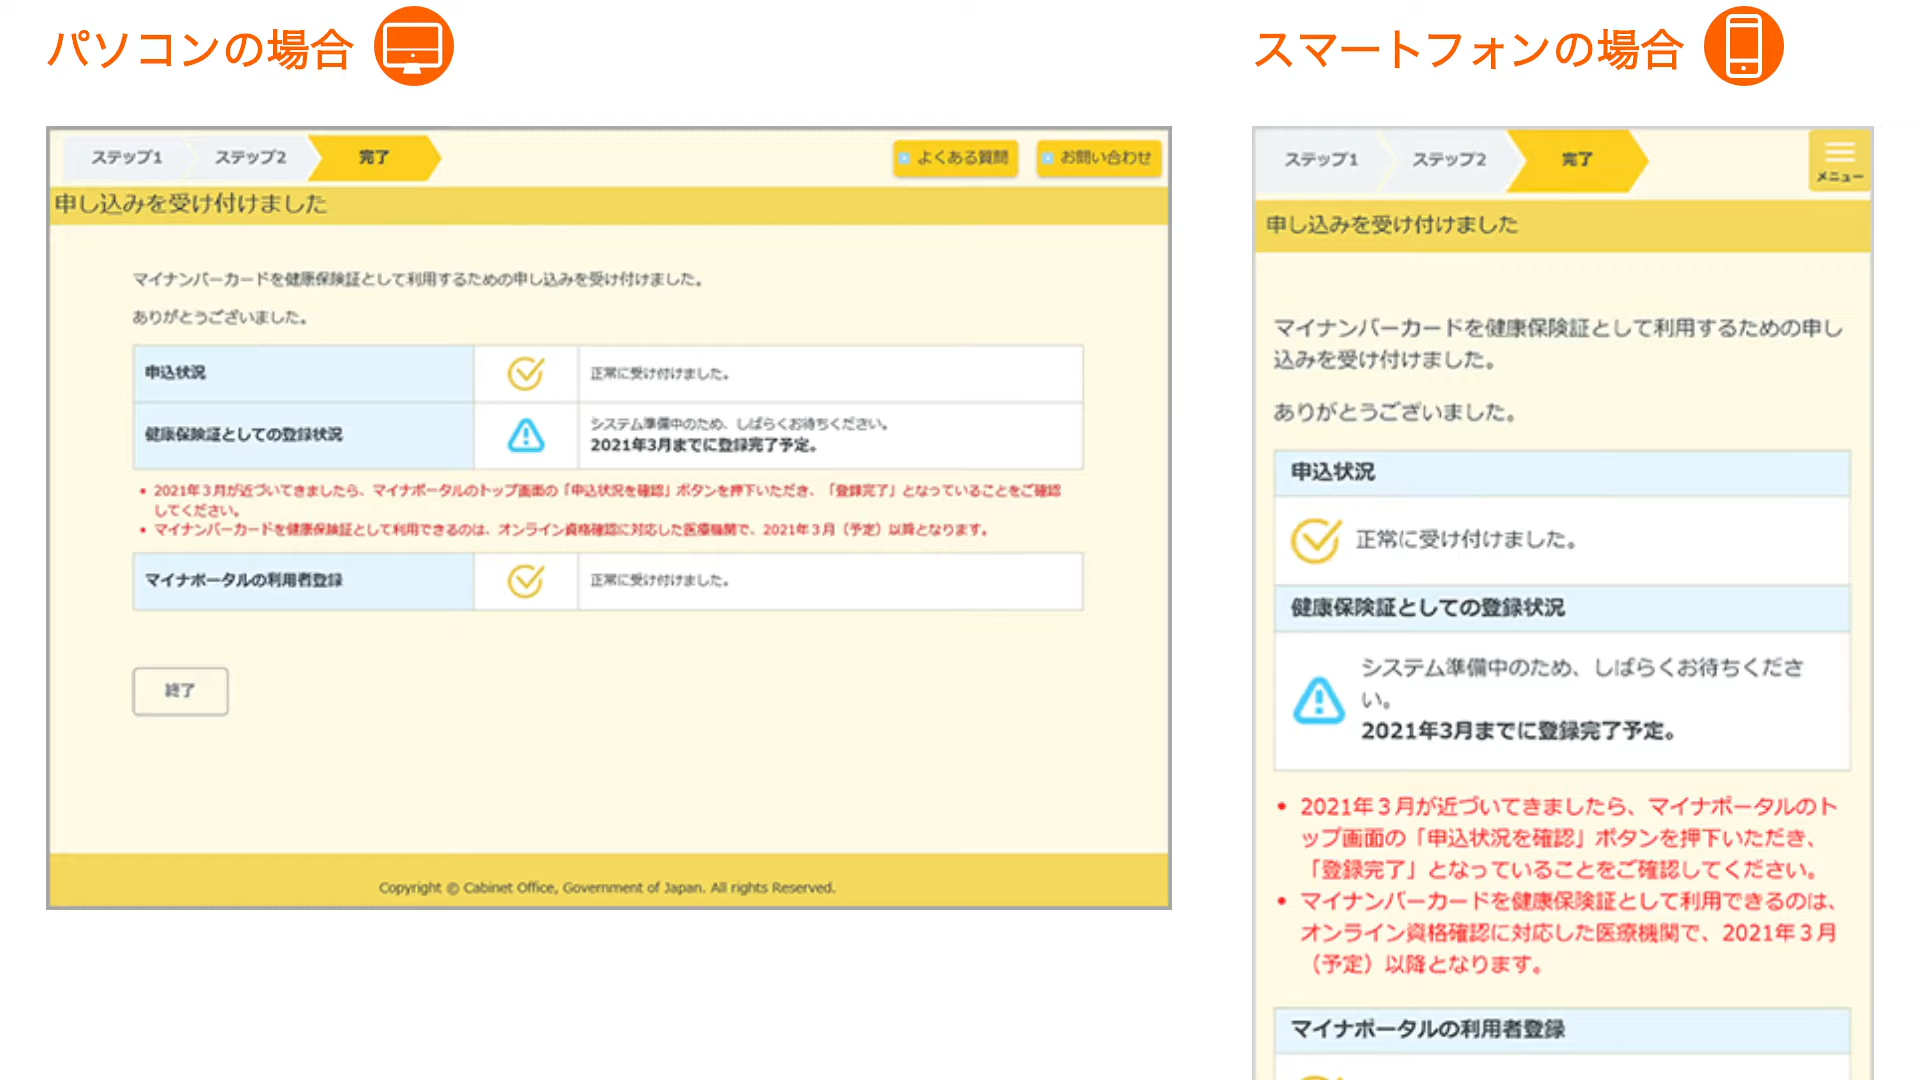 パソコンの場合
ステップ1
ステップ2
完了
よくある質問
お問い合わせ
申し込みを受け付けました
マイナンバーカードを健康保険証として利用するための申し込みを受け付けました。
ありがとうございました。
申込状況
正常に受け付けました。
健康保険証としての登録状況
システム準備中のため、しばらくお待ちください。
2021年3月までに登録完了予定。
• 2021年３月が近づいてきましたら、マイナポータルのトップ画面の「申込状況を確認」ボタンを押下いただき、「登録完了」となっていることをご確認
してください。
• マイナンバーカードを健康保険証として利用できるのは、オンライン資格確認に対応した医療機関で、2021年３月（予定）以降となります。
マイナポータルの利用者登録
正常に受け付けました。
終了
Copyright © Cabinet Office, Government of Japan. All rights Reserved.
スマートフォンの場合
ステップ1
ステップ2
完了
メニュー
申し込みを受け付けました
マイナンバーカードを健康保険証として利用するための申し
込みを受け付けました。
ありがとうございました。
申込状況
正常に受け付けました。
健康保険証としての登録状況
システム準備中のため、しばらくお待ちくださ
い。
2021年3月までに登録完了予定。
• 2021年３月が近づいてきましたら、マイナポータルのト
ップ画面の「申込状況を確認」ボタンを押下いただき、
「登録完了」となっていることをご確認してください。
• マイナンバーカードを健康保険証として利用できるのは、
オンライン資格確認に対応した医療機関で、2021年３月
（予定）以降となります。
マイナポータルの利用者登録